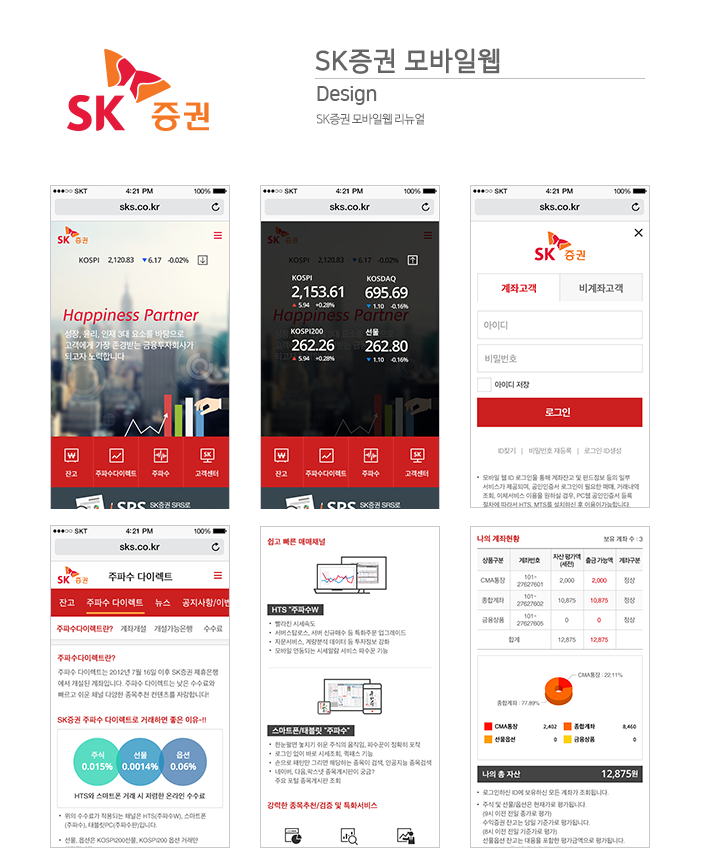 SK증권
SK증권 모바일웹
Design
SK증권 모바일웹 리뉴얼
SKT 4:21 PM 100%
sks.co.kr
SK증권
KOSPI 2,120.83 ▼6.17 -0.02%
Happiness Partner
성장, 윤리, 인재 3대 요소를 바탕으로
고객에게 가장 존경받는 금융투자회사가
되고자 노력합니다
잔고 주파수다이렉트 주파수 고객센터
SRS SK증권 SRS로
SKT 4:21 PM 100%
sks.co.kr
SK증권
KOSPI 2,120.83 ▼6.17 -0.02%
KOSPI KOSDAQ
2,153.61 695.69
▲ 5.94 +0.28% ▼ 1.10 -0.16%
KOSPI200 선물
262.26 262.80
▲ 5.94 +0.28% ▼ 1.10 -0.16%
잔고 주파수다이렉트 주파수 고객센터
SRS SK증권 SRS로
SKT 4:21 PM 100%
sks.co.kr
SK증권
계좌고객 비계좌고객
아이디
비밀번호
아이디 저장
로그인
ID찾기 | 비밀번호 재등록 | 로그인 ID생성
• 모바일 웹 ID 로그인을 통해 계좌잔고 및 펀드정보 등의 일부
서비스가 제공되며, 공인인증서 로그인이 필요한 매매, 거래내역
조회, 이체서비스 이용을 원하실 경우, PC웹 공인인증서 등록
절차에 따라서 HTS, MTS를 설치하신 후 이용이가능합니다.
SKT 4:21 PM 100%
sks.co.kr
SK증권 주파수 다이렉트
잔고 주파수 다이렉트 뉴스 공지사항/이벤
주파수다이렉트란? 계좌개설 개설가능은행 수수료
주파수다이렉트란?
주파수 다이렉트는 2012년 7월 16일 이후 SK증권 제휴은행
에서 개설된 계좌입니다. 주파수 다이렉트는 낮은 수수료와
빠르고 쉬운 채널 다양한 종목추천 컨텐츠를 자랑합니다!
SK증권 주파수 다이렉트로 거래하면 좋은 이유~!!
주식 선물 옵션
0.015% 0.0014% 0.06%
HTS와 스마트폰 거래 시 저렴한 온라인 수수료
• 위의 수수료가 적용되는 채널은 HTS(주파수W), 스마트폰
(주파수), 태블릿PC(주파수탭)입니다.
• 선물, 옵션은 KOSPI200선물, KOSPI200 옵션 거래만
쉽고 빠른 매매채널
HTS "주파수W
• 빨라진 시세속도
• 서버스탑로스, 서버 신규매수 등 특화주문 업그레이드
• 자문서비스, 계량분석 데이터 등 투자정보 강화
• 모바일 연동되는 시세알람 서비스 파수꾼 기능
스마트폰/태블릿 "주파수"
• 한눈팔면 놓치기 쉬운 주식의 움직임, 파수꾼이 정확히 포착
• 로그인 없이 바로 시세조회, 퀵패스 기능
• 손으로 패턴만 그리면 해당하는 종목이 검색, 인공지능 종목검색
• 네이버, 다음,팍스넷 종목게시판이 궁금?
주요 포털 종목게시판 조회
강력한 종목추천/검증 및 특화서비스
나의 계좌현황 보유 계좌 수 : 3
상품구분 계좌번호 자산 평가액(세전) 출금 가능액 계좌구분
CMA통장 101-27627601 2,000 2,000 정상
종합계좌 101-27627602 10,875 10,875 정상
금융상품 101-27627605 0 0 정상
합계 12,875 12,875
CMA통장 : 22.11%
종합계좌 : 77.89%
CMA통장 2,402 종합계좌 8,460
선물옵션 0 금융상품 0
나의 총 자산 12,875원
• 로그인하신 ID에 보유하신 모든 계좌가 조회됩니다.
• 주식 및 선물/옵션은 현재가로 평가됩니다.
(9시 이전 전일 종가로 평가)
수익증권 잔고는 당일 기준가로 평가됩니다.
(8시 이전 전일 기준가로 평가)
선물옵션 잔고는 대용을 포함한 평가금액으로 평가됩니다.